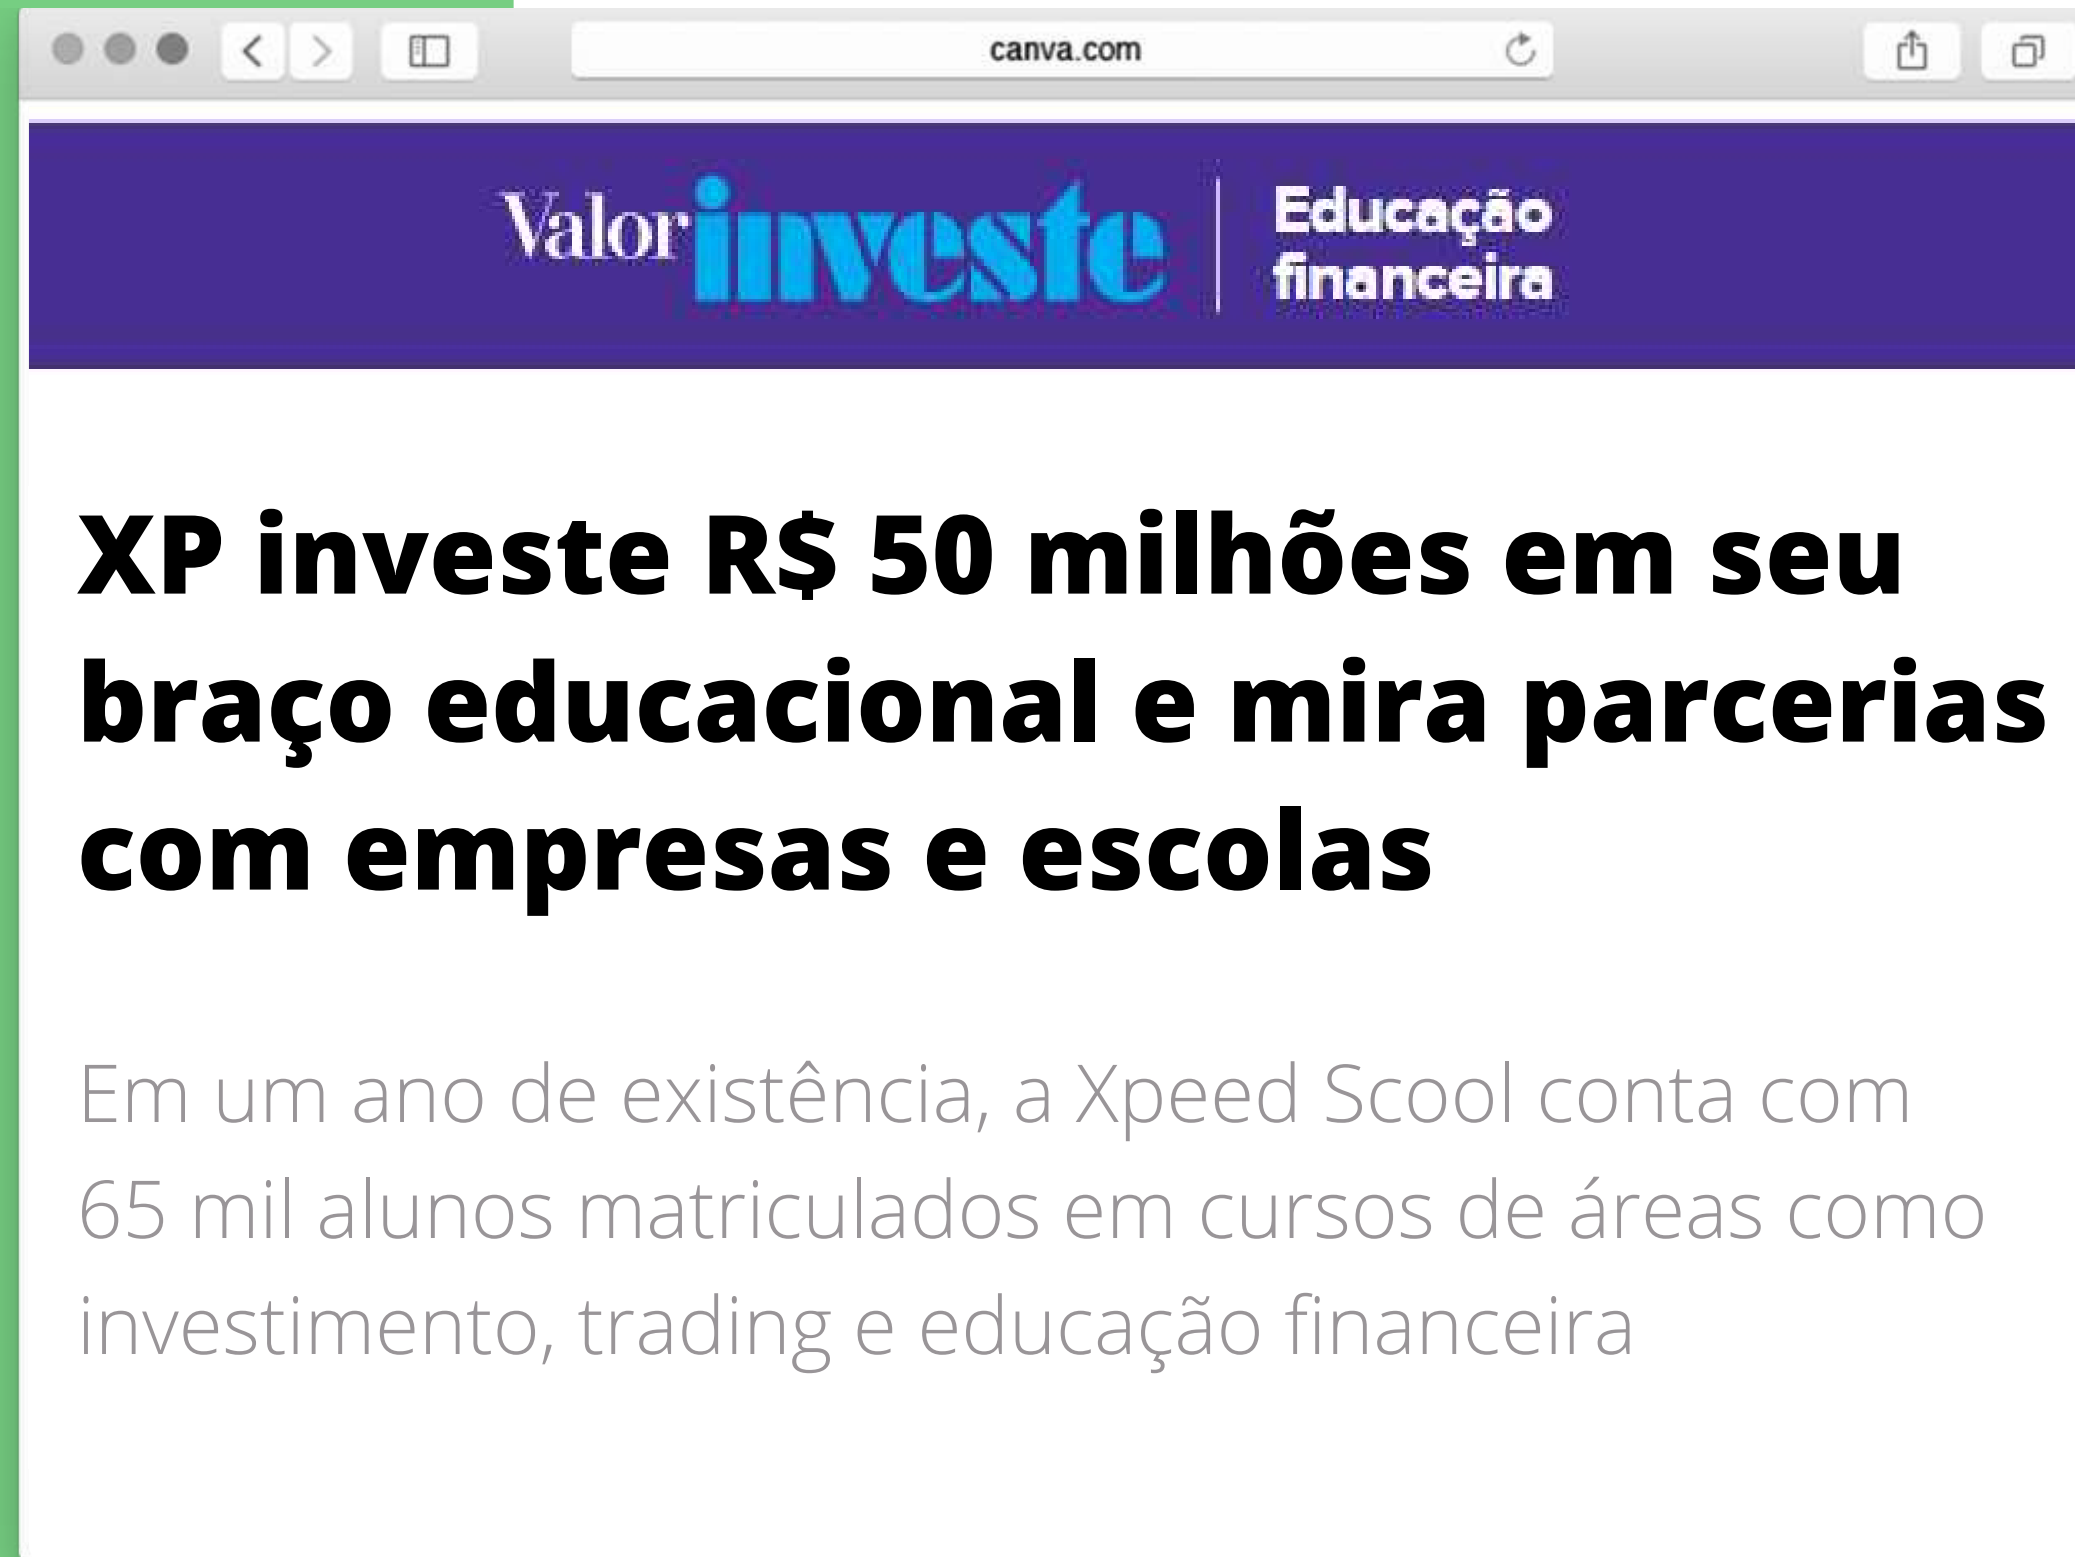 canva.com
Valor investe
Educação
financeira
XP investe R$ 50 milhões em seu
braço educacional e mira parcerias
com empresas e escolas
Em um ano de existência, a Xpeed Scool conta com
65 mil alunos matriculados em cursos de áreas como
investimento, trading e educação financeira